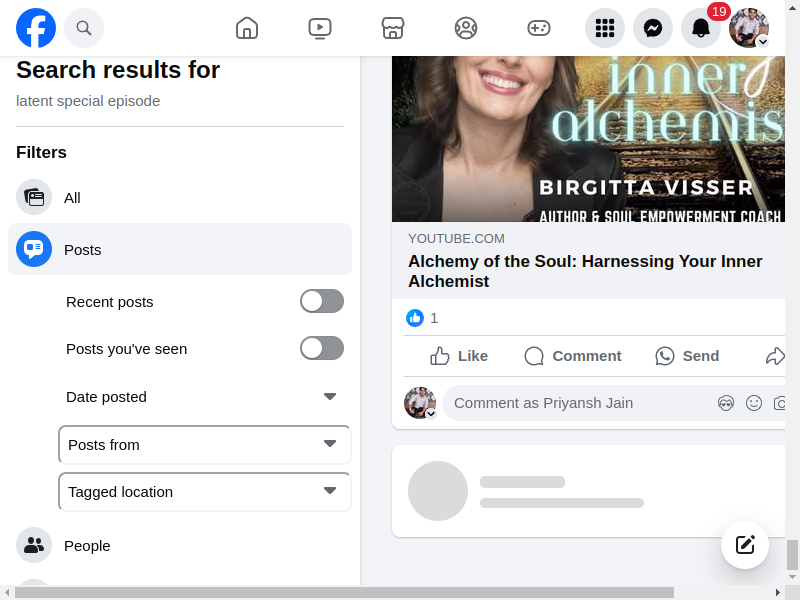 19
Search results for
latent special episode
Filters
All
Posts
Recent posts
Posts you've seen
Date posted
Posts from
Tagged location
People
inner
alchemis
BIRGITTA VISSER
AUTHOR & SOUL EMPOWERMENT COACH
YOUTUBE.COM
Alchemy of the Soul: Harnessing Your Inner
Alchemist
1
Like
Comment
Send
Comment as Priyansh Jain